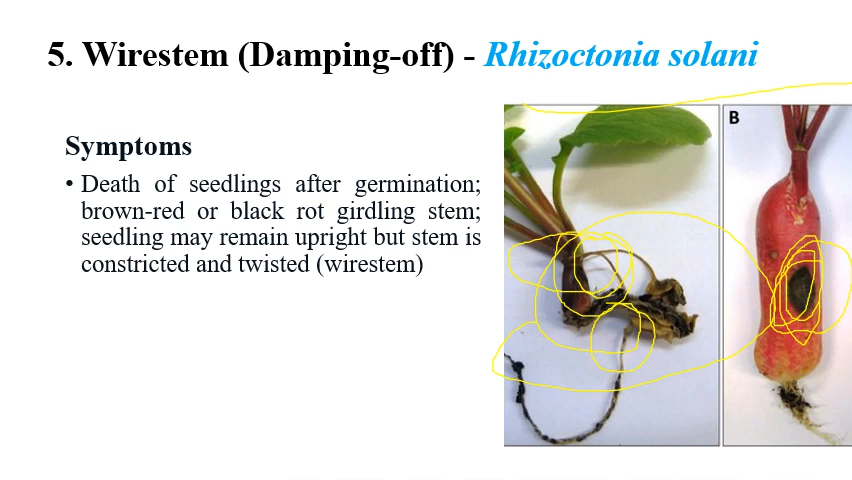 5. Wirestem (Damping-off) - Rhizoctonia solani
Symptoms
• Death of seedlings after germination;
brown-red or black rot girdling stem;
seedling may remain upright but stem is
constricted and twisted (wirestem)
B